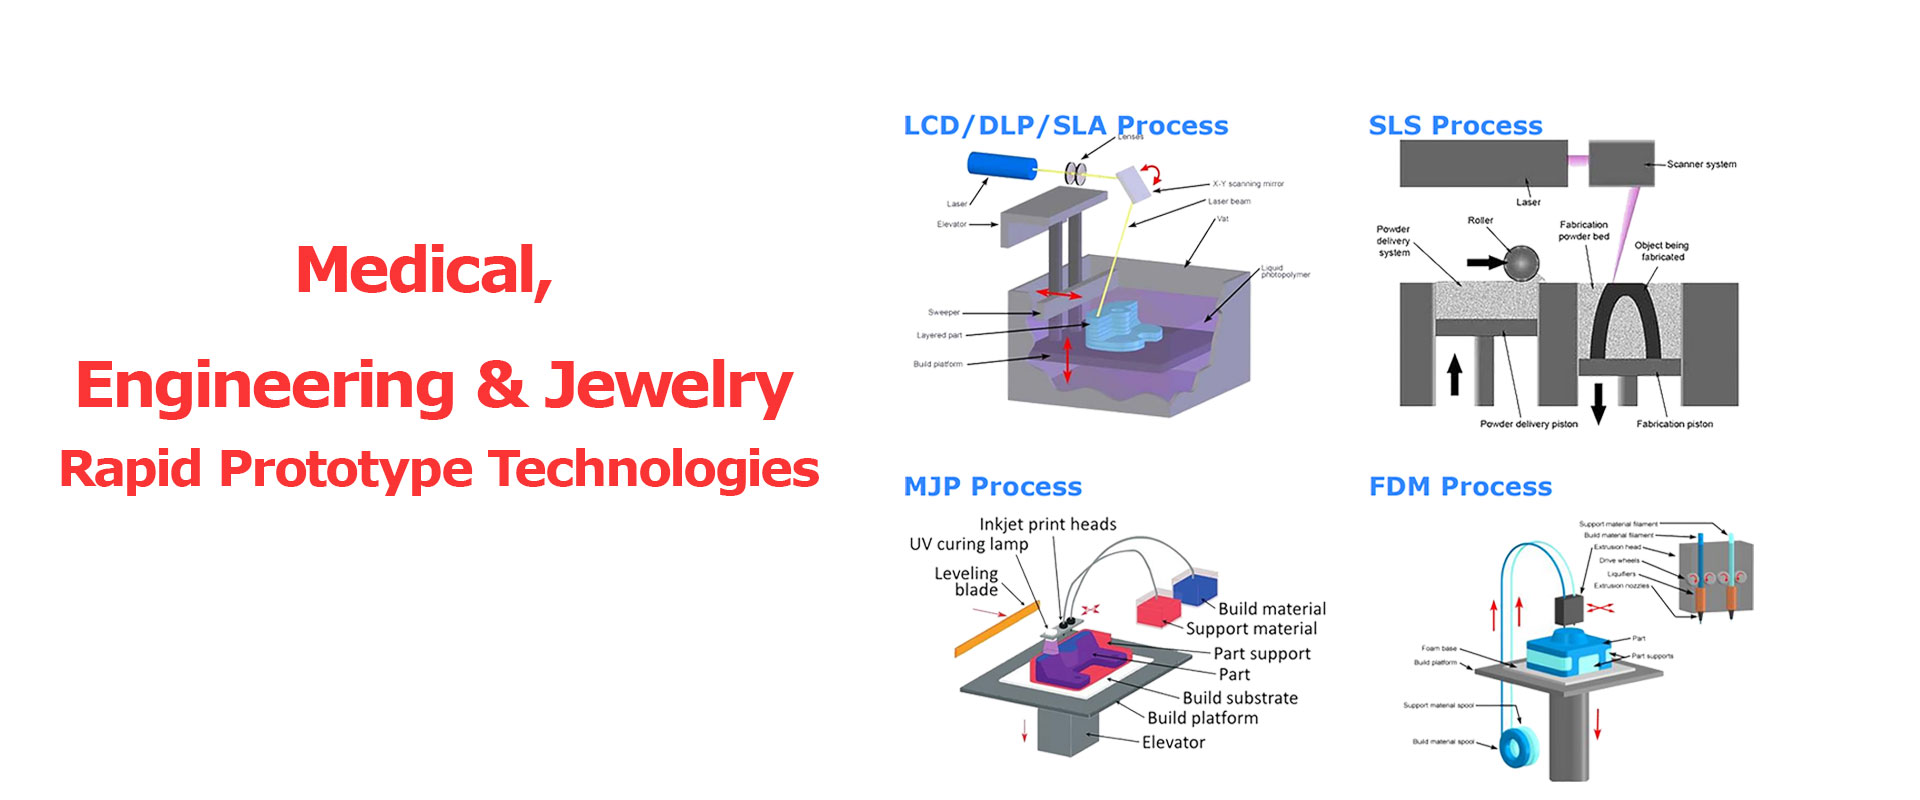 Medical,
Engineering & Jewelry
Rapid Prototype Technologies
LCD/DLP/SLA Process
Lenses
X-Y scanning mirror
Laser
Laser beam
Elevator
Vat
Liquid
photopolymer
Sweeper
Layered part
Build platform
SLS Process
Scanner system
Laser
Roller
Powder
delivery
system
Fabrication
powder bed
Object being
fabricated
Powder delivery piston
Fabrication piston
MJP Process
Inkjet print heads
UV curing lamp
Leveling
blade
Build material
Support material
Part support
Part
Build substrate
Build platform
Elevator
FDM Process
Support material filament
Build material filament
Extrusion head
Drive wheels
Liquifiers
Extrusion nozzles
Part
Foam base
Part supports
Build platform
Support material spool
Build material spool